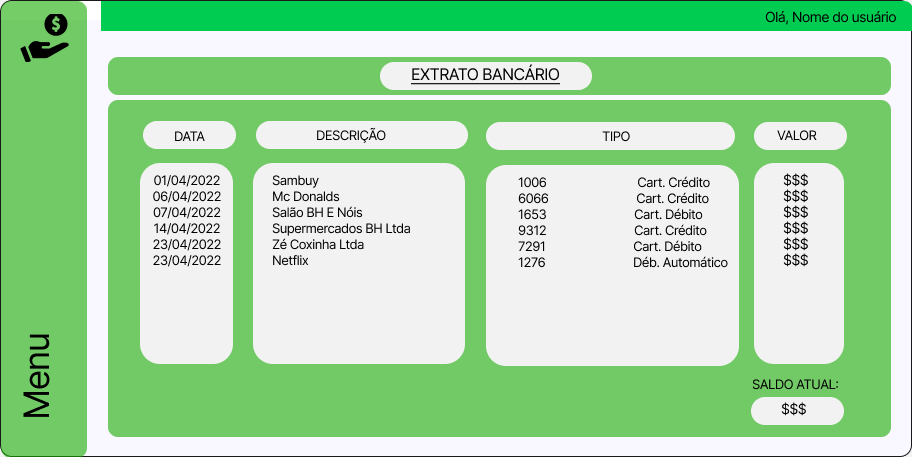 $
Olá, Nome do usuário
EXTRATO BANCÁRIO
DATA DESCRIÇÃO TIPO VALOR
01/04/2022 Sambuy 1006 Cart. Crédito $$$
06/04/2022 Mc Donalds 6066 Cart. Crédito $$$
07/04/2022 Salão BH E Nóis 1653 Cart. Débito $$$
14/04/2022 Supermercados BH Ltda 9312 Cart. Crédito $$$
23/04/2022 Zé Coxinha Ltda 7291 Cart. Débito $$$
23/04/2022 Netflix 1276 Déb. Automático $$$
Menu
SALDO ATUAL:
$$$